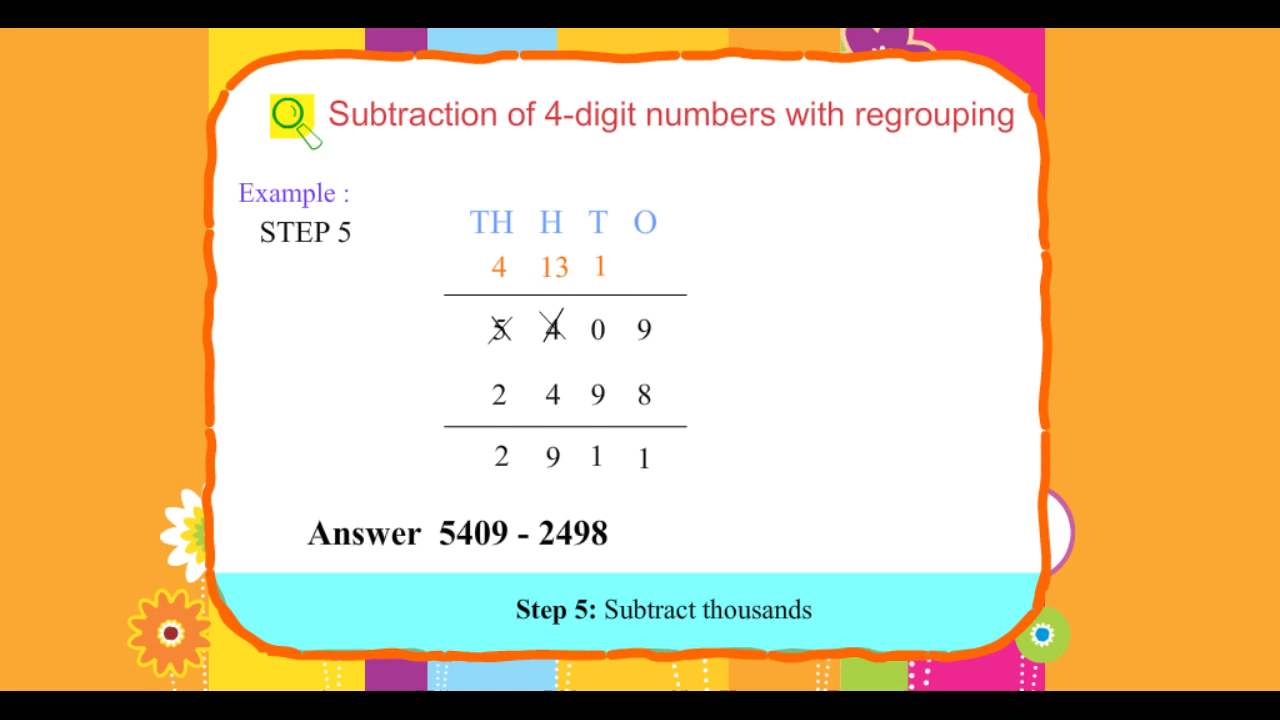 Subtraction of 4-digit numbers with regrouping
Example :
STEP 5
TH H T O
4 13 1
5 4 0 9
2 4 9 8
2 9 1 1
Answer 5409 - 2498
Step 5: Subtract thousands